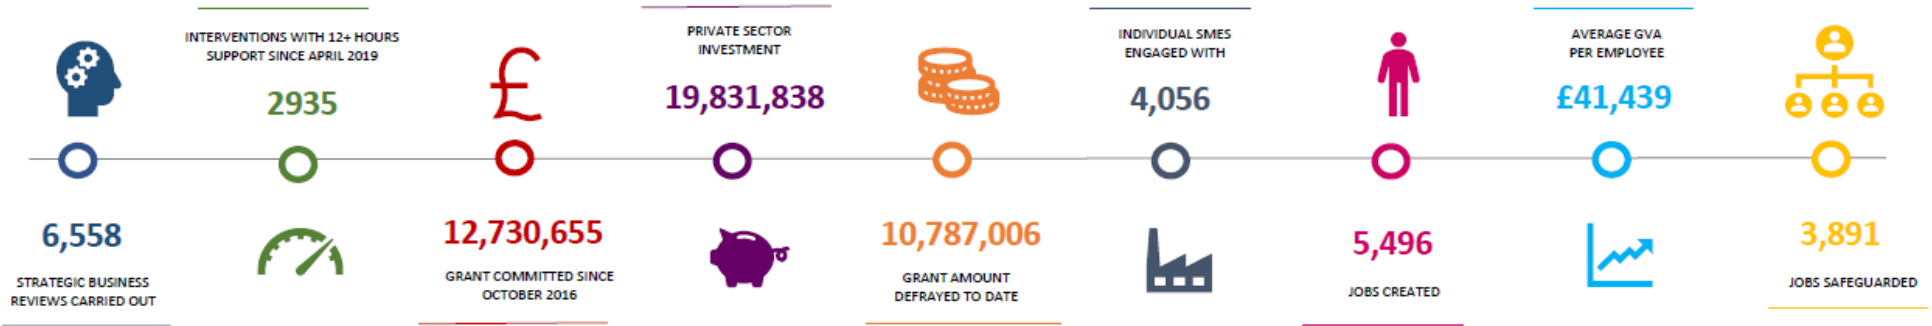 6,558
STRATEGIC BUSINESS
REVIEWS CARRIED OUT
INTERVENTIONS WITH 12+ HOURS
SUPPORT SINCE APRIL 2019
2935
£
12,730,655
GRANT COMMITTED SINCE
OCTOBER 2016
PRIVATE SECTOR
INVESTMENT
19,831,838
10,787,006
GRANT AMOUNT
DEFRAYED TO DATE
INDIVIDUAL SMES
ENGAGED WITH
4,056
5,496
JOBS CREATED
AVERAGE GVA
PER EMPLOYEE
£41,439
3,891
JOBS SAFEGUARDED